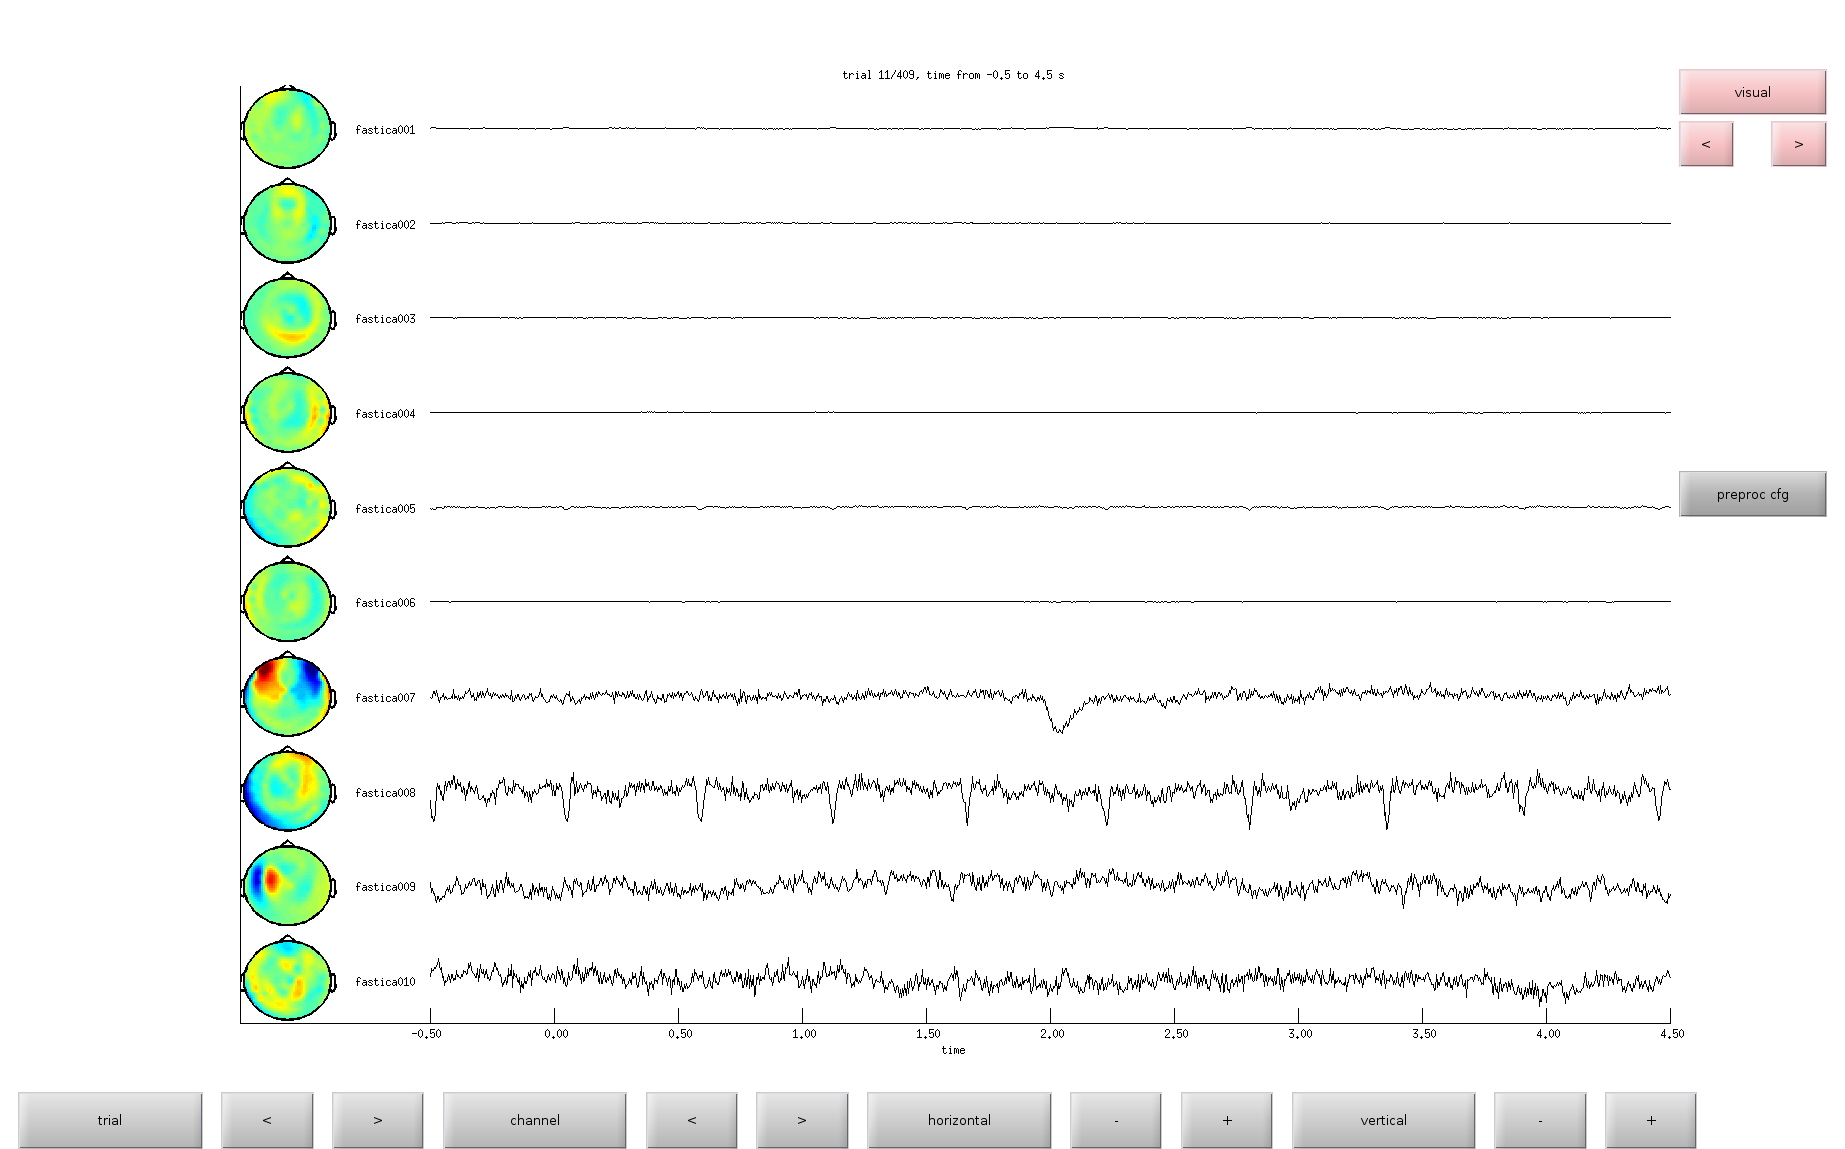 trial 11/409, time from -0.5 to 4.5 s
visual
< >
fastica001
fastica002
fastica003
fastica004
fastica005
preproc cfg
fastica006
fastica007
fastica008
fastica009
fastica010
-0.50 0.00 0.50 1.00 1.50 2.00 2.50 3.00 3.50 4.00 4.50
time
trial < > channel < > horizontal - + vertical - +